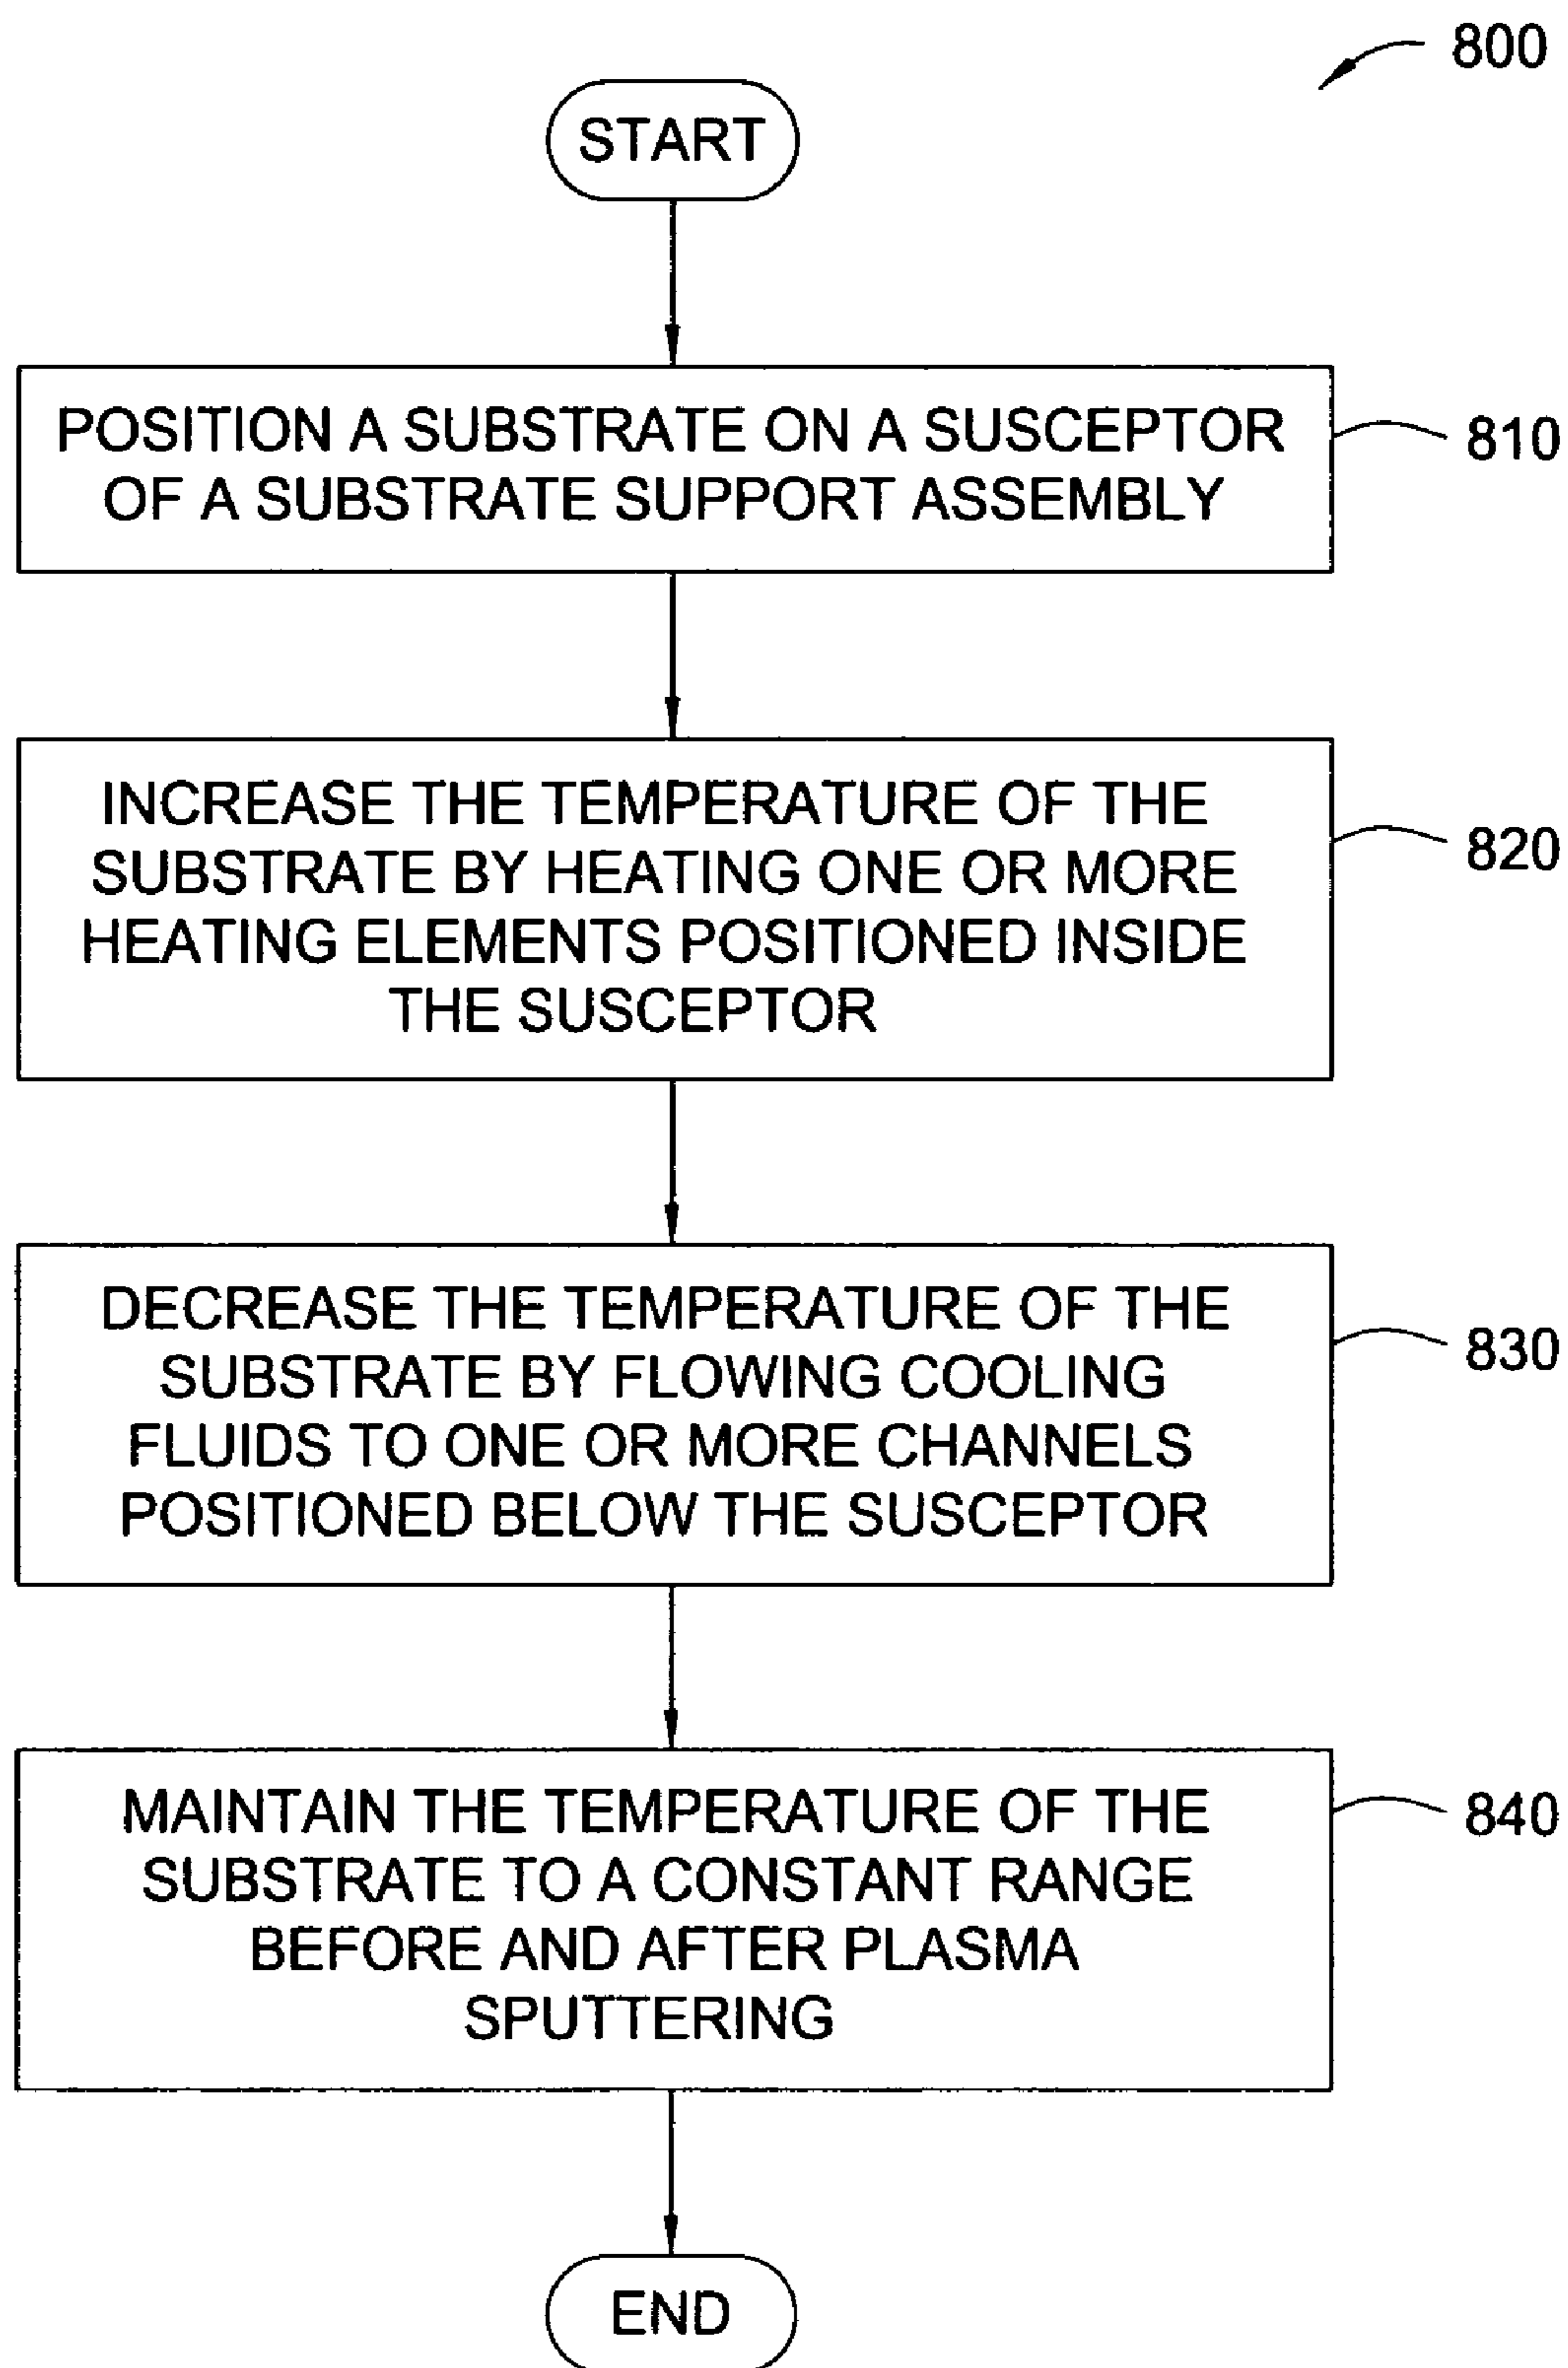 800
START
POSITION A SUBSTRATE ON A SUSCEPTOR
OF A SUBSTRATE SUPPORT ASSEMBLY
810
INCREASE THE TEMPERATURE OF THE
SUBSTRATE BY HEATING ONE OR MORE
HEATING ELEMENTS POSITIONED INSIDE
THE SUSCEPTOR
820
DECREASE THE TEMPERATURE OF THE
SUBSTRATE BY FLOWING COOLING
FLUIDS TO ONE OR MORE CHANNELS
POSITIONED BELOW THE SUSCEPTOR
830
MAINTAIN THE TEMPERATURE OF THE
SUBSTRATE TO A CONSTANT RANGE
BEFORE AND AFTER PLASMA
SPUTTERING
840
END